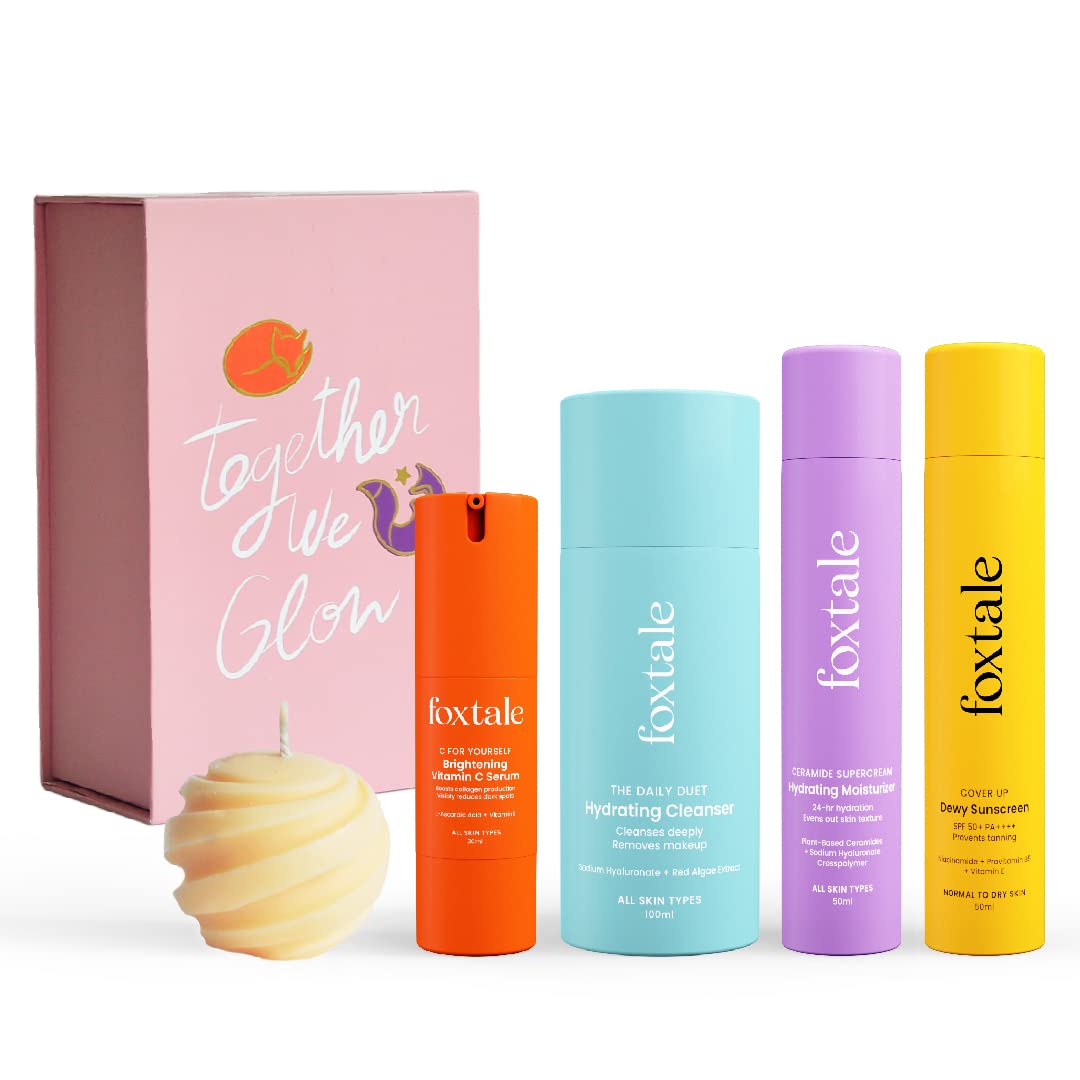 together
We
Glow
foxtale
C FOR YOURSELF
Brightening
Vitamin C Serum
Boosts collagen production
Visibly reduces dark spots
L-Ascorbic Acid + Vitamin E
ALL SKIN TYPES
30ml
foxtale
THE DAILY DUET
Hydrating Cleanser
Cleanses deeply
Removes makeup
Sodium Hyaluronate + Red Algae Extract
ALL SKIN TYPES
100ml
foxtale
CERAMIDE SUPERCREAM
Hydrating Moisturizer
24-hr hydration
Evens out skin texture
Plant-Based Ceramides
+ Sodium Hyaluronate
Crosspolymer
ALL SKIN TYPES
50ml
foxtale
COVER UP
Dewy Sunscreen
SPF 50+ PA++++
Prevents tanning
Niacinamide + Provitamin B5
+ Vitamin E
NORMAL TO DRY SKIN
50ml